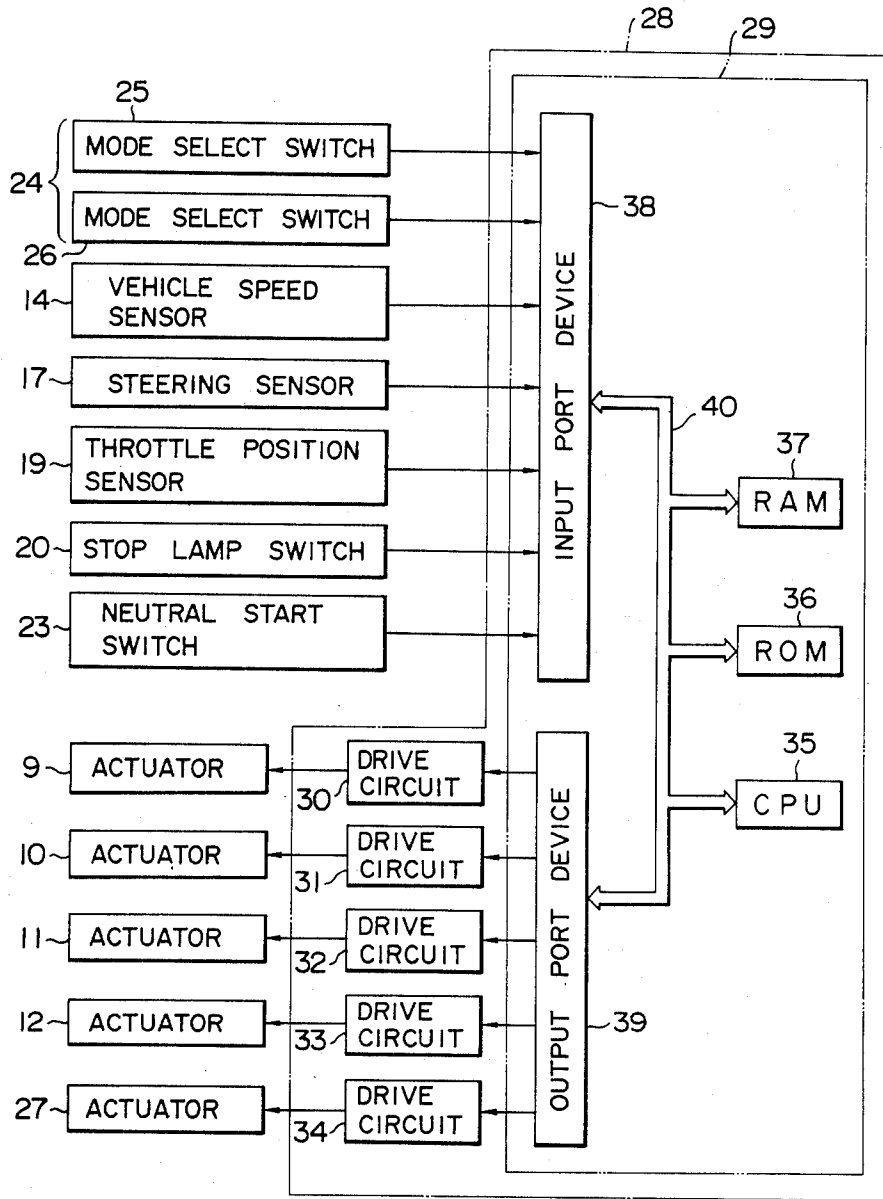 28
29
25
MODE SELECT SWITCH
24
MODE SELECT SWITCH
26
38
14
VEHICLE SPEED
SENSOR
17
STEERING SENSOR
INPUT PORT DEVICE
40
19
THROTTLE POSITION
SENSOR
37
RAM
20
STOP LAMP SWITCH
23
NEUTRAL START
SWITCH
36
ROM
35
CPU
9
ACTUATOR
30
DRIVE
CIRCUIT
10
ACTUATOR
31
DRIVE
CIRCUIT
OUTPUT PORT DEVICE
11
ACTUATOR
32
DRIVE
CIRCUIT
12
ACTUATOR
33
DRIVE
CIRCUIT
39
27
ACTUATOR
34
DRIVE
CIRCUIT